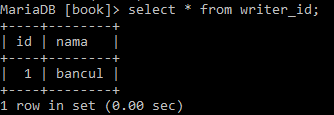 MariaDB [book]> select * from writer_id;
+----+--------+
| id | nama   |
+----+--------+
|  1 | bancul |
+----+--------+
1 row in set (0.00 sec)